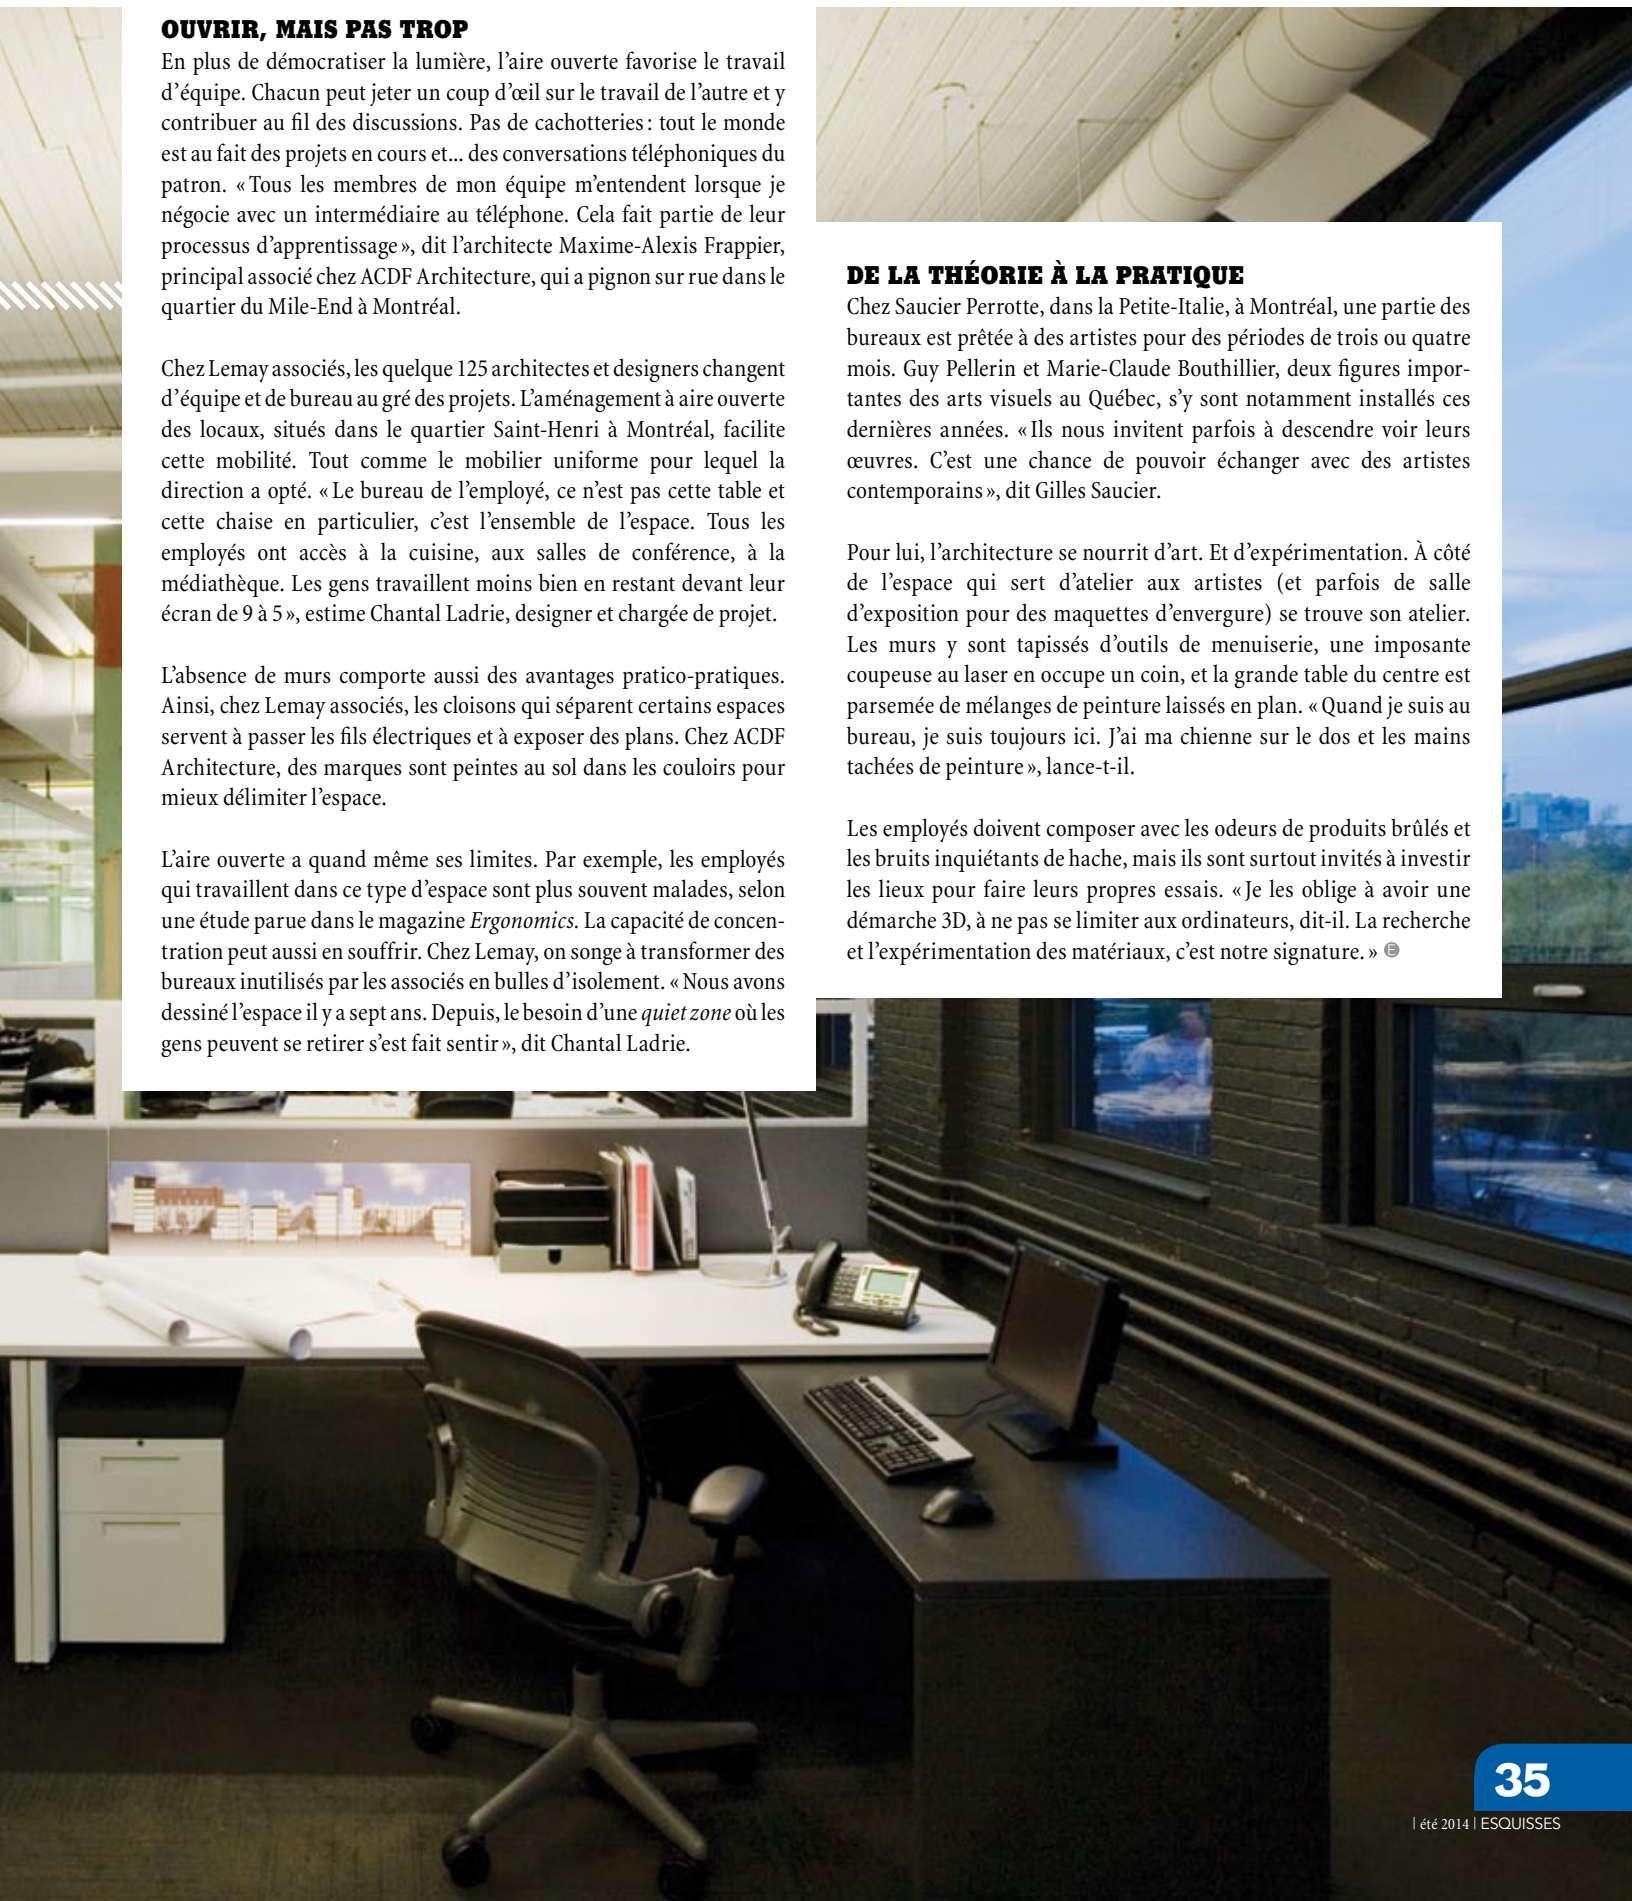 OUVRIR, MAIS PAS TROP
En plus de démocratiser la lumière, l’aire ouverte favorise le travail
d’équipe. Chacun peut jeter un coup d’œil sur le travail de l’autre et y
contribuer au fil des discussions. Pas de cachotteries : tout le monde
est au fait des projets en cours et... des conversations téléphoniques du
patron. « Tous les membres de mon équipe m’entendent lorsque je
négocie avec un intermédiaire au téléphone. Cela fait partie de leur
processus d’apprentissage », dit l’architecte Maxime-Alexis Frappier,
principal associé chez ACDF Architecture, qui a pignon sur rue dans le
quartier du Mile-End à Montréal.
Chez Lemay associés, les quelque 125 architectes et designers changent
d’équipe et de bureau au gré des projets. L’aménagement à aire ouverte
des locaux, situés dans le quartier Saint-Henri à Montréal, facilite
cette mobilité. Tout comme le mobilier uniforme pour lequel la
direction a opté. « Le bureau de l’employé, ce n’est pas cette table et
cette chaise en particulier, c’est l’ensemble de l’espace. Tous les
employés ont accès à la cuisine, aux salles de conférence, à la
médiathèque. Les gens travaillent moins bien en restant devant leur
écran de 9 à 5 », estime Chantal Ladrie, designer et chargée de projet.
L’absence de murs comporte aussi des avantages pratico-pratiques.
Ainsi, chez Lemay associés, les cloisons qui séparent certains espaces
servent à passer les fils électriques et à exposer des plans. Chez ACDF
Architecture, des marques sont peintes au sol dans les couloirs pour
mieux délimiter l’espace.
L’aire ouverte a quand même ses limites. Par exemple, les employés
qui travaillent dans ce type d’espace sont plus souvent malades, selon
une étude parue dans le magazine Ergonomics. La capacité de concen-
tration peut aussi en souffrir. Chez Lemay, on songe à transformer des
bureaux inutilisés par les associés en bulles d’isolement. « Nous avons
dessiné l’espace il y a sept ans. Depuis, le besoin d’une quiet zone où les
gens peuvent se retirer s’est fait sentir », dit Chantal Ladrie.
DE LA THÉORIE À LA PRATIQUE
Chez Saucier Perrotte, dans la Petite-Italie, à Montréal, une partie des
bureaux est prêtée à des artistes pour des périodes de trois ou quatre
mois. Guy Pellerin et Marie-Claude Bouthillier, deux figures impor-
tantes des arts visuels au Québec, s’y sont notamment installés ces
dernières années. « Ils nous invitent parfois à descendre voir leurs
œuvres. C’est une chance de pouvoir échanger avec des artistes
contemporains », dit Gilles Saucier.
Pour lui, l’architecture se nourrit d’art. Et d’expérimentation. À côté
de l’espace qui sert d’atelier aux artistes (et parfois de salle
d’exposition pour des maquettes d’envergure) se trouve son atelier.
Les murs y sont tapissés d’outils de menuiserie, une imposante
coupeuse au laser en occupe un coin, et la grande table du centre est
parsemée de mélanges de peinture laissés en plan. « Quand je suis au
bureau, je suis toujours ici. J’ai ma chienne sur le dos et les mains
tachées de peinture », lance-t-il.
Les employés doivent composer avec les odeurs de produits brûlés et
les bruits inquiétants de hache, mais ils sont surtout invités à investir
les lieux pour faire leurs propres essais. « Je les oblige à avoir une
démarche 3D, à ne pas se limiter aux ordinateurs, dit-il. La recherche
et l’expérimentation des matériaux, c’est notre signature. » E
35
| été 2014 | ESQUISSES